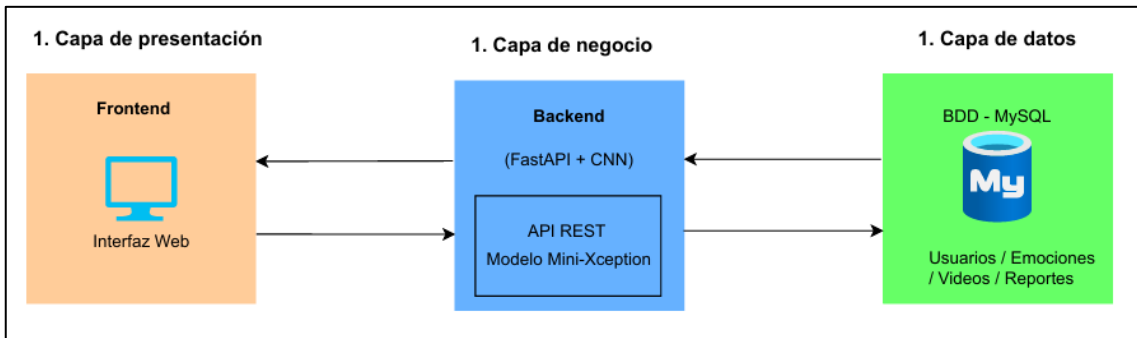 1. Capa de presentación
1. Capa de negocio
1. Capa de datos
Frontend
Interfaz Web
Backend
(FastAPI + CNN)
API REST
Modelo Mini-Xception
BDD - MySQL
My
Usuarios / Emociones
/ Videos / Reportes